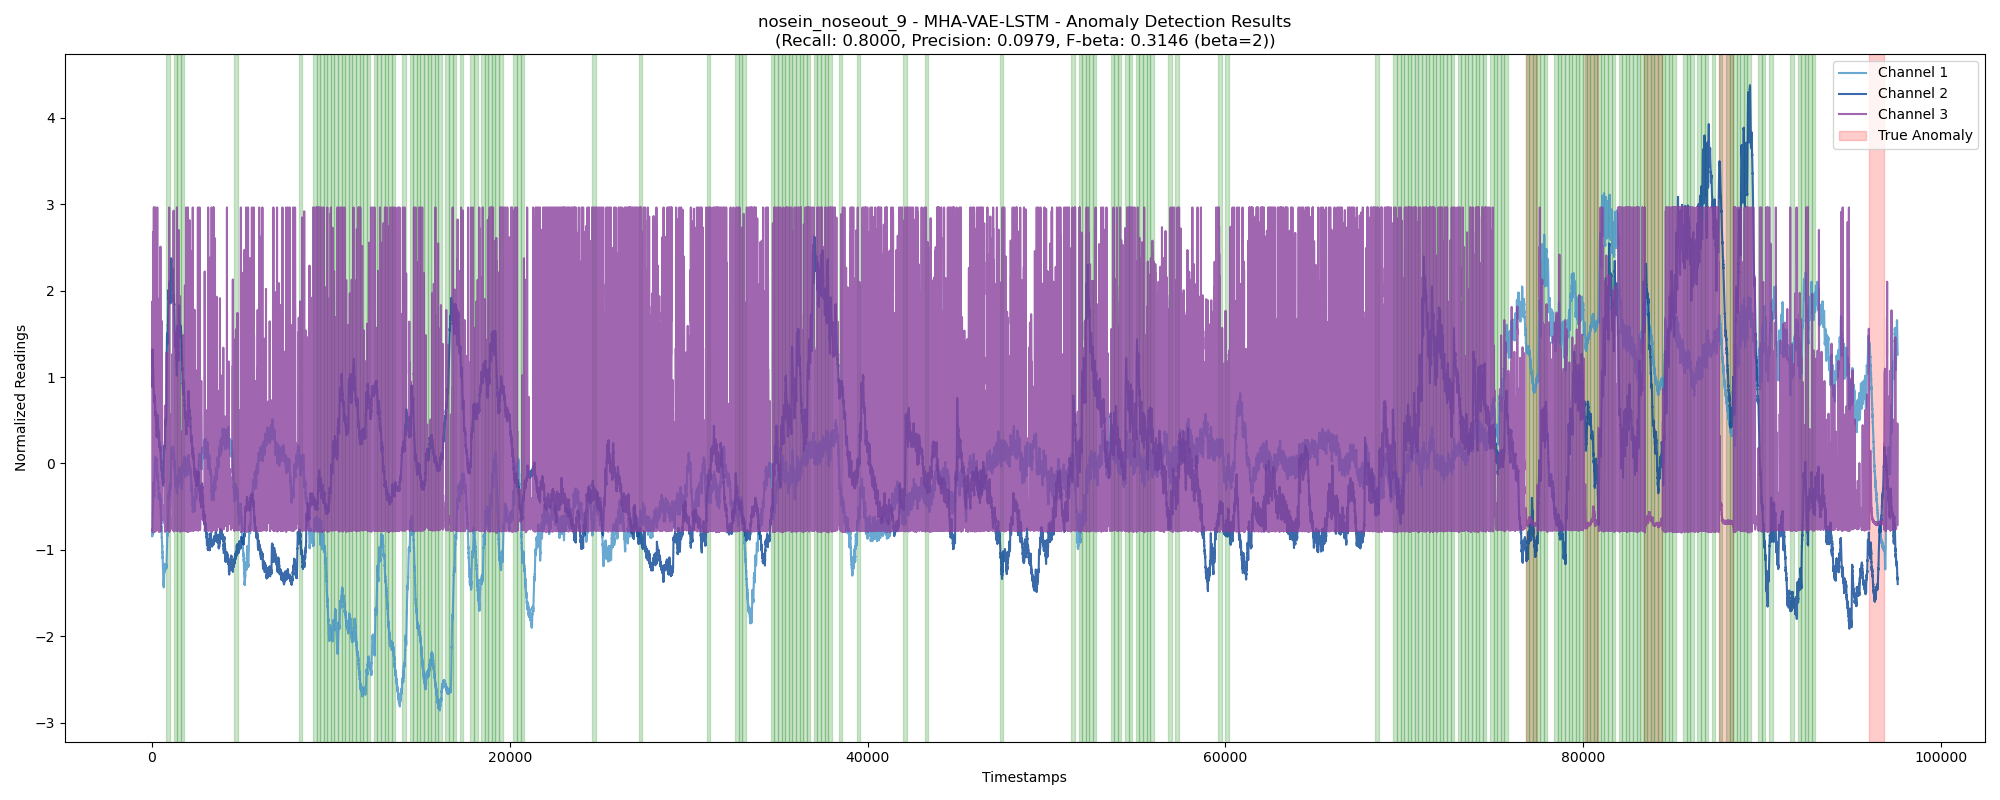 nosein_noseout_9 - MHA-VAE-LSTM - Anomaly Detection Results
(Recall: 0.8000, Precision: 0.0979, F-beta: 0.3146 (beta=2))
Channel 1
Channel 2
Channel 3
True Anomaly
Normalized Readings
4
3
2
1
0
−1
−2
−3
0
20000
40000
60000
80000
100000
Timestamps